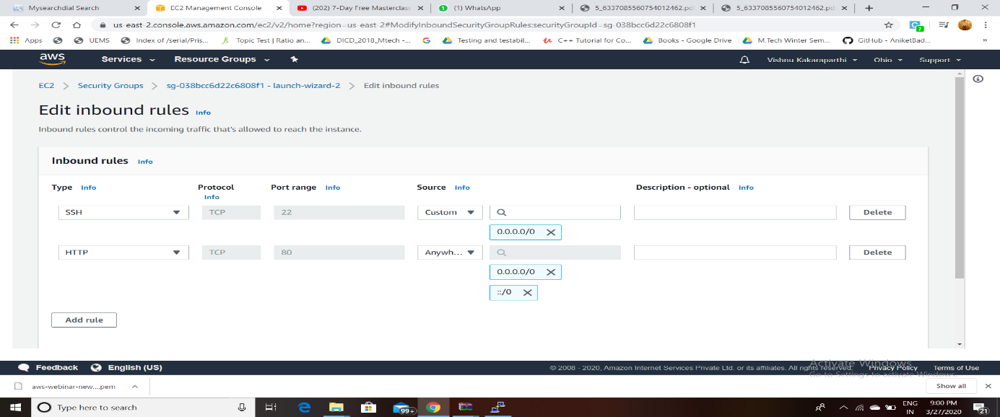 Mysearchdial Search
EC2 Management Console
(202) 7-Day Free Masterclass
(1) WhatsApp
5_6337085560754012462.pdf
5_6337085560754012462.pdf
us-east-2.console.aws.amazon.com/ec2/v2/home?region=us-east-2#ModifyInboundSecurityGroupRules:securityGroupId=sg-038bcc6d22c6808f1
Apps UEMS Index of /serial/Pris... Topic Test | Ratio an... DICD_2018_Mtech -... Testing and testabil... C++ Tutorial for Co... Books - Google Drive M.Tech Winter Sem... GitHub - AniketBad... »
aws Services Resource Groups Vishnu Kakaraparthi Ohio Support
EC2 > Security Groups > sg-038bcc6d22c6808f1 - launch-wizard-2 > Edit inbound rules
Edit inbound rules Info
Inbound rules control the incoming traffic that's allowed to reach the instance.
Inbound rules Info
Type Info Protocol Info Port range Info Source Info Description - optional Info
SSH TCP 22 Custom Delete
0.0.0.0/0
HTTP TCP 80 Anywh... Delete
0.0.0.0/0
::/0
Add rule
Feedback English (US) © 2008 - 2020, Amazon Internet Services Private Ltd. or its affiliates. All rights reserved. Privacy Policy Terms of Use
Activate Windows
Go to Settings to activate Windows.
aws-webinar-new....pem Show all
Type here to search 99+ ENG 9:00 PM
IN 3/27/2020 21